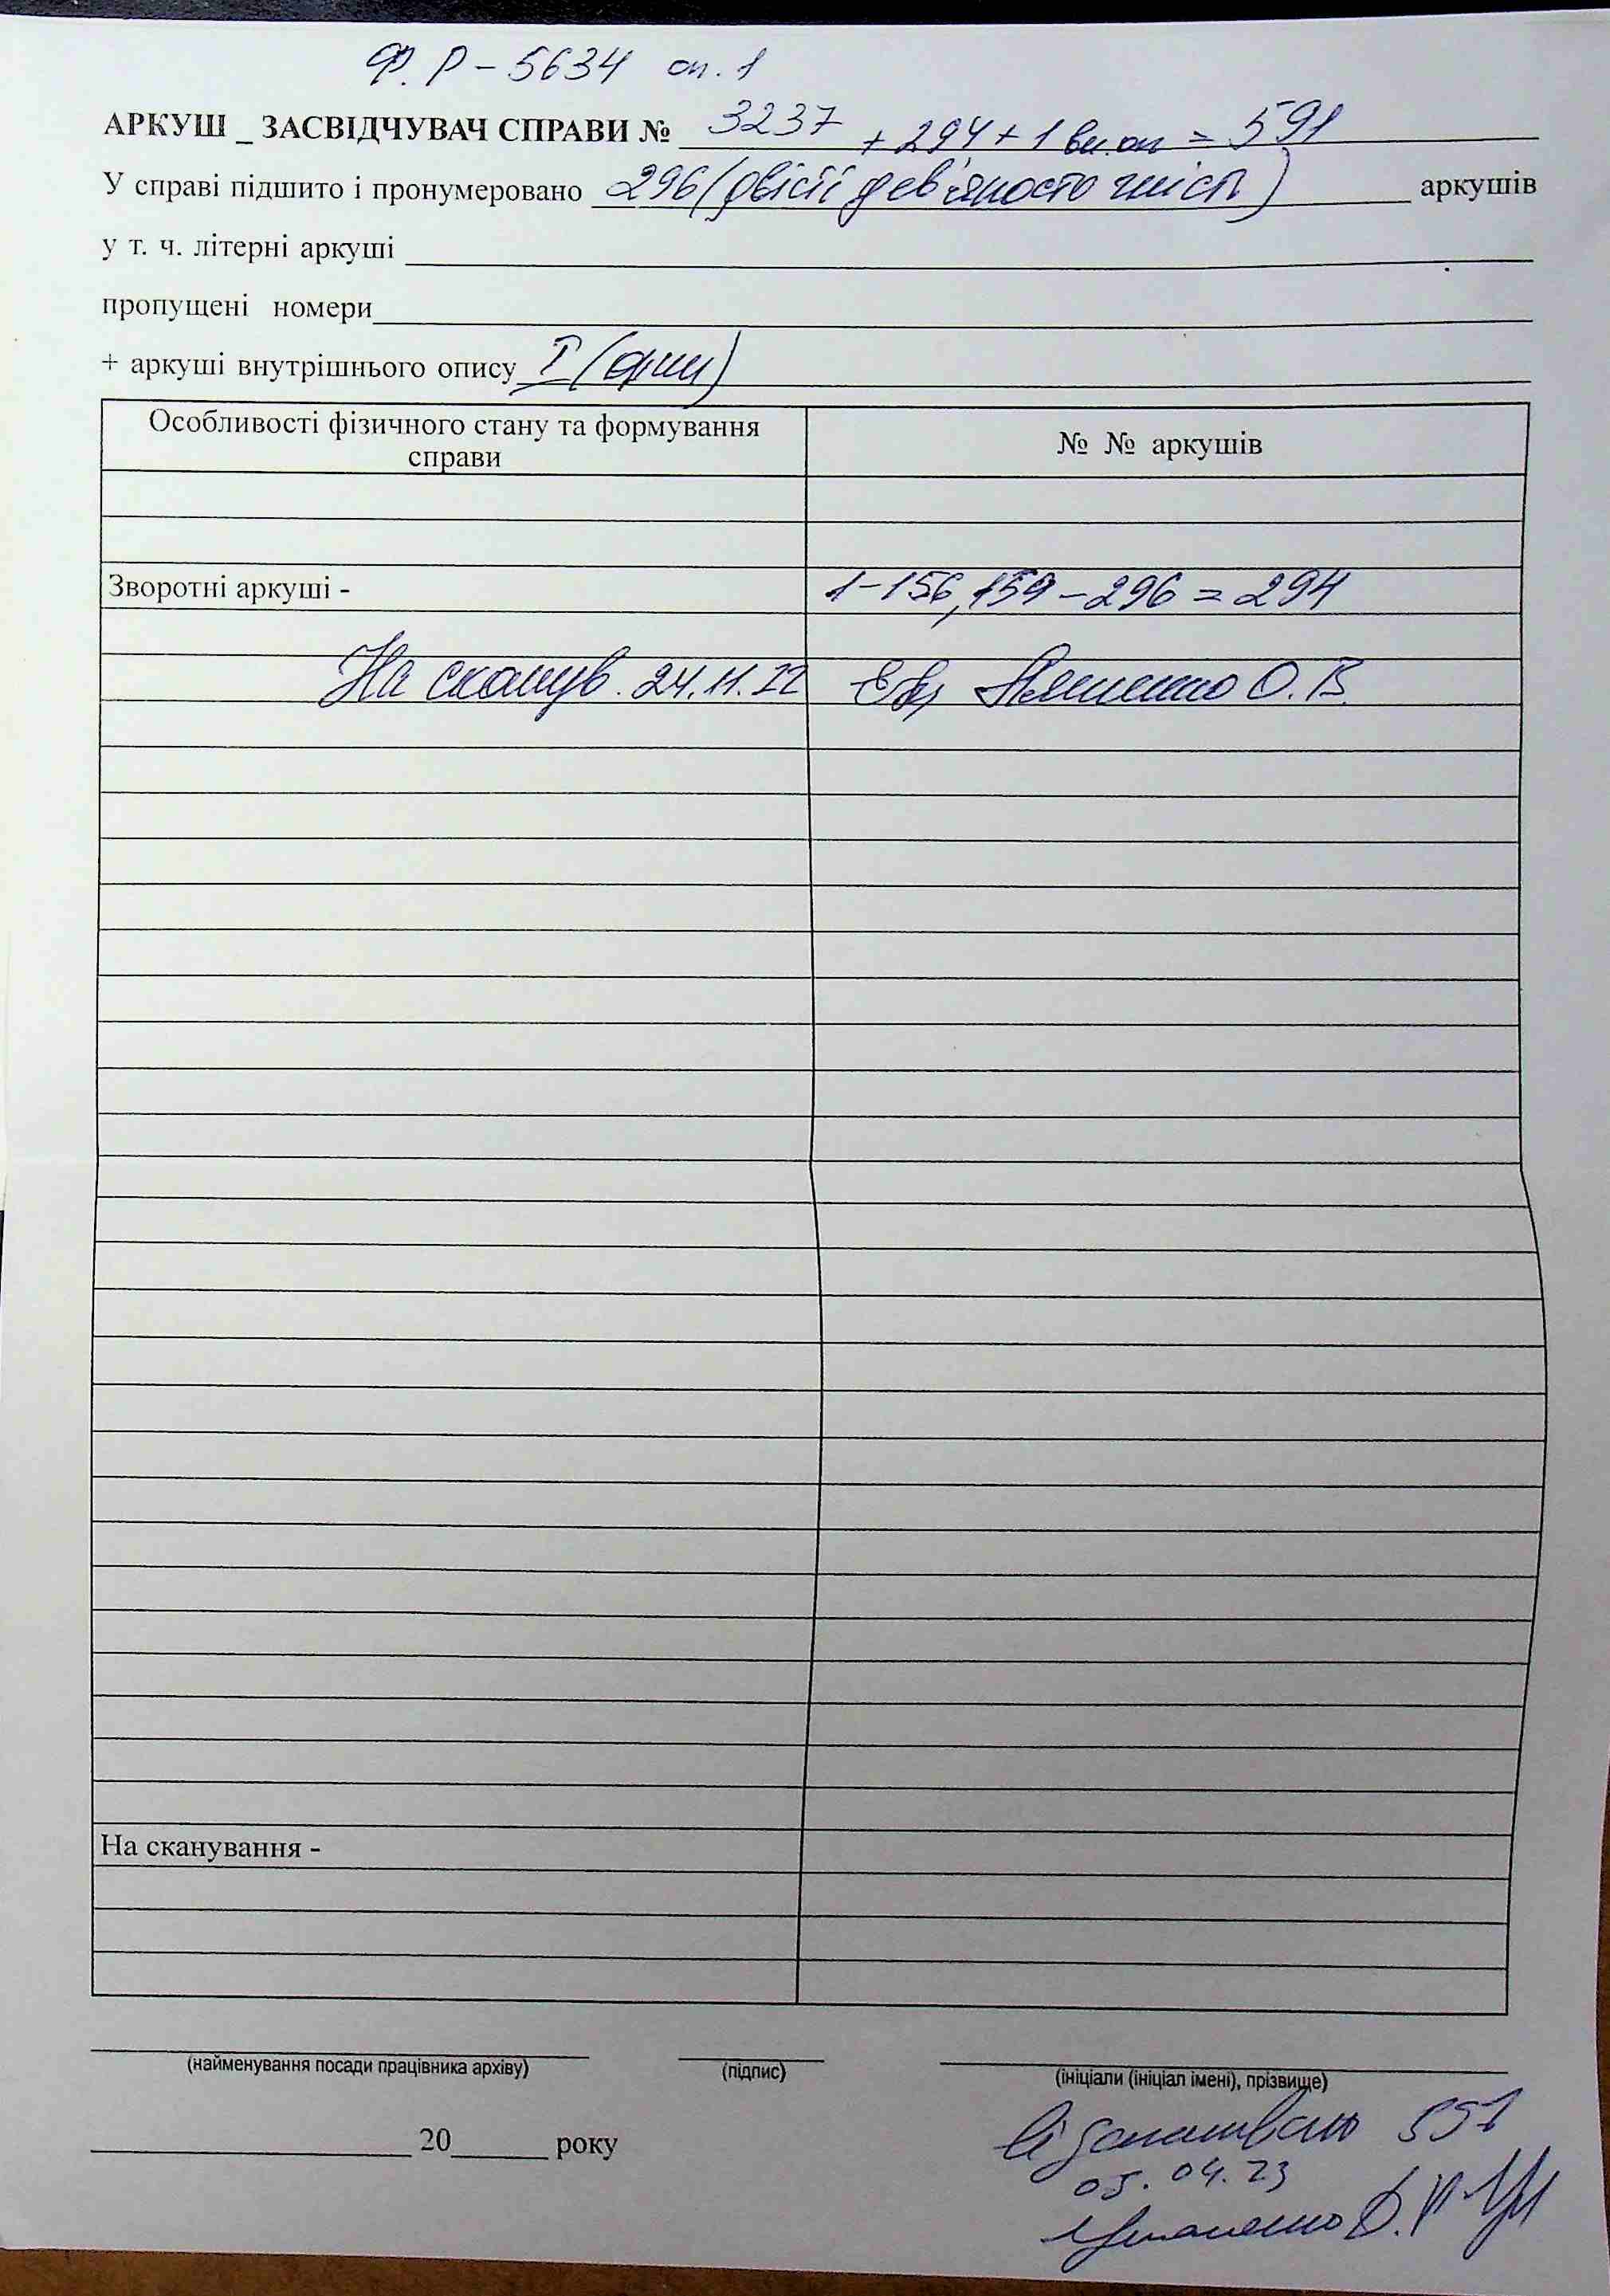 Ф. Р - 5634 оп. 1
АРКУШ _ ЗАСВІДЧУВАЧ СПРАВИ № 3237 + 294 + 1 вн.оп = 591
У справі підшито і пронумеровано 296 (двісті дев'яносто шість) аркушів
у т. ч. літерні аркуші
пропущені номери
+ аркуші внутрішнього опису I (один)
Особливості фізичного стану та формування справи
№ № аркушів
Зворотні аркуші - 1-156, 159-296 = 294
На сканув. 24.11.22 О.В.
На сканування -
(найменування посади працівника архіву) (підпис) (ініціали (ініціал імені), прізвище)
20 року
Відскановано 591
05.04.23